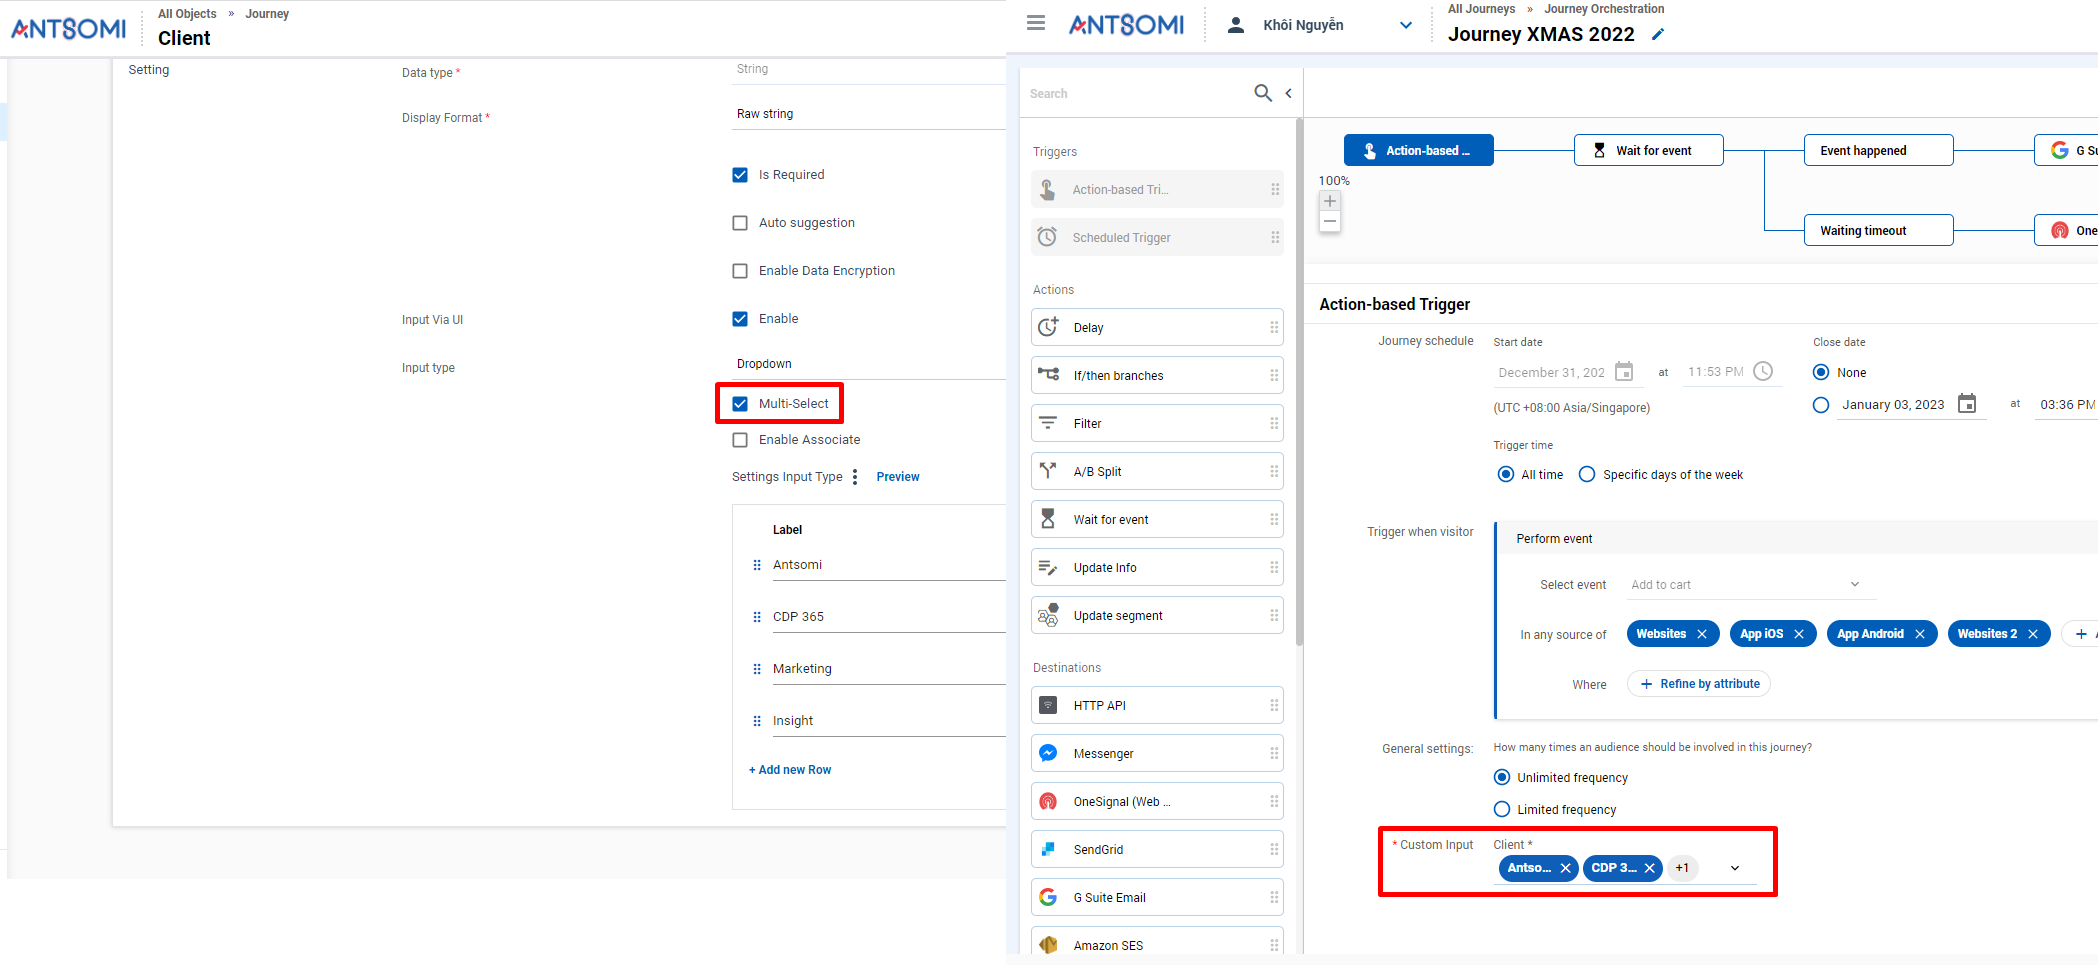 ANTSOMI
All Objects » Journey
Client
Setting
Data type *
String
Display Format *
Raw string
Is Required
Auto suggestion
Enable Data Encryption
Input Via UI
Enable
Input type
Dropdown
Multi-Select
Enable Associate
Settings Input Type
Preview
Label
Antsomi
CDP 365
Marketing
Insight
+ Add new Row
ANTSOMI
Khôi Nguyễn
All Journeys » Journey Orchestration
Journey XMAS 2022
Search
Triggers
Action-based Tri...
Scheduled Trigger
Actions
Delay
If/then branches
Filter
A/B Split
Wait for event
Update Info
Update segment
Destinations
HTTP API
Messenger
OneSignal (Web ...
SendGrid
G Suite Email
Amazon SES
Action-based ...
Wait for event
Event happened
G Su
100%
+
−
Waiting timeout
One
Action-based Trigger
Journey schedule
Start date
Close date
December 31, 202
at
11:53 PM
None
(UTC +08:00 Asia/Singapore)
January 03, 2023
at
03:36 PM
Trigger time
All time
Specific days of the week
Trigger when visitor
Perform event
Select event
Add to cart
In any source of
Websites
App iOS
App Android
Websites 2
+
Where
+ Refine by attribute
General settings:
How many times an audience should be involved in this journey?
Unlimited frequency
Limited frequency
* Custom Input
Client *
Antso...
CDP 3...
+1